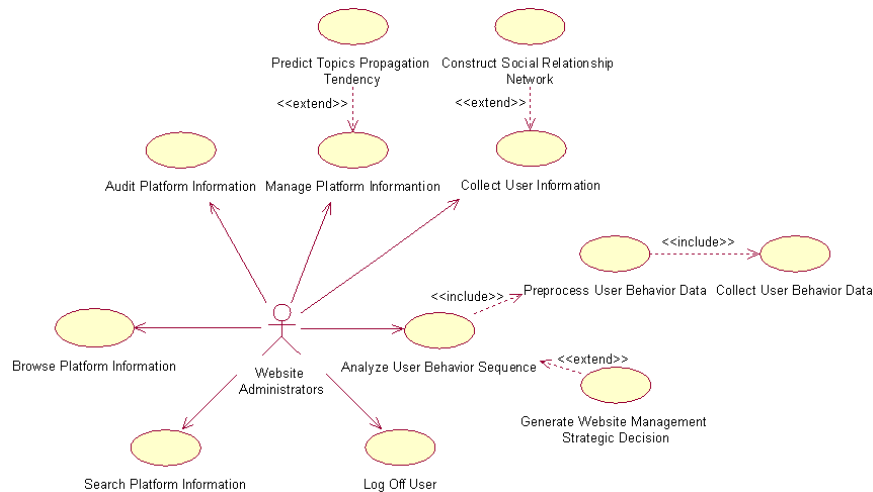 Predict Topics Propagation
Tendency
Construct Social Relationship
Network
<<extend>>
<<extend>>
Audit Platform Information
Manage Platform Informantion
Collect User Information
<<include>>
Preprocess User Behavior Data
Collect User Behavior Data
<<include>>
Browse Platform Information
Website
Administrators
Analyze User Behavior Sequence
<<extend>>
Generate Website Management
Strategic Decision
Search Platform Information
Log Off User